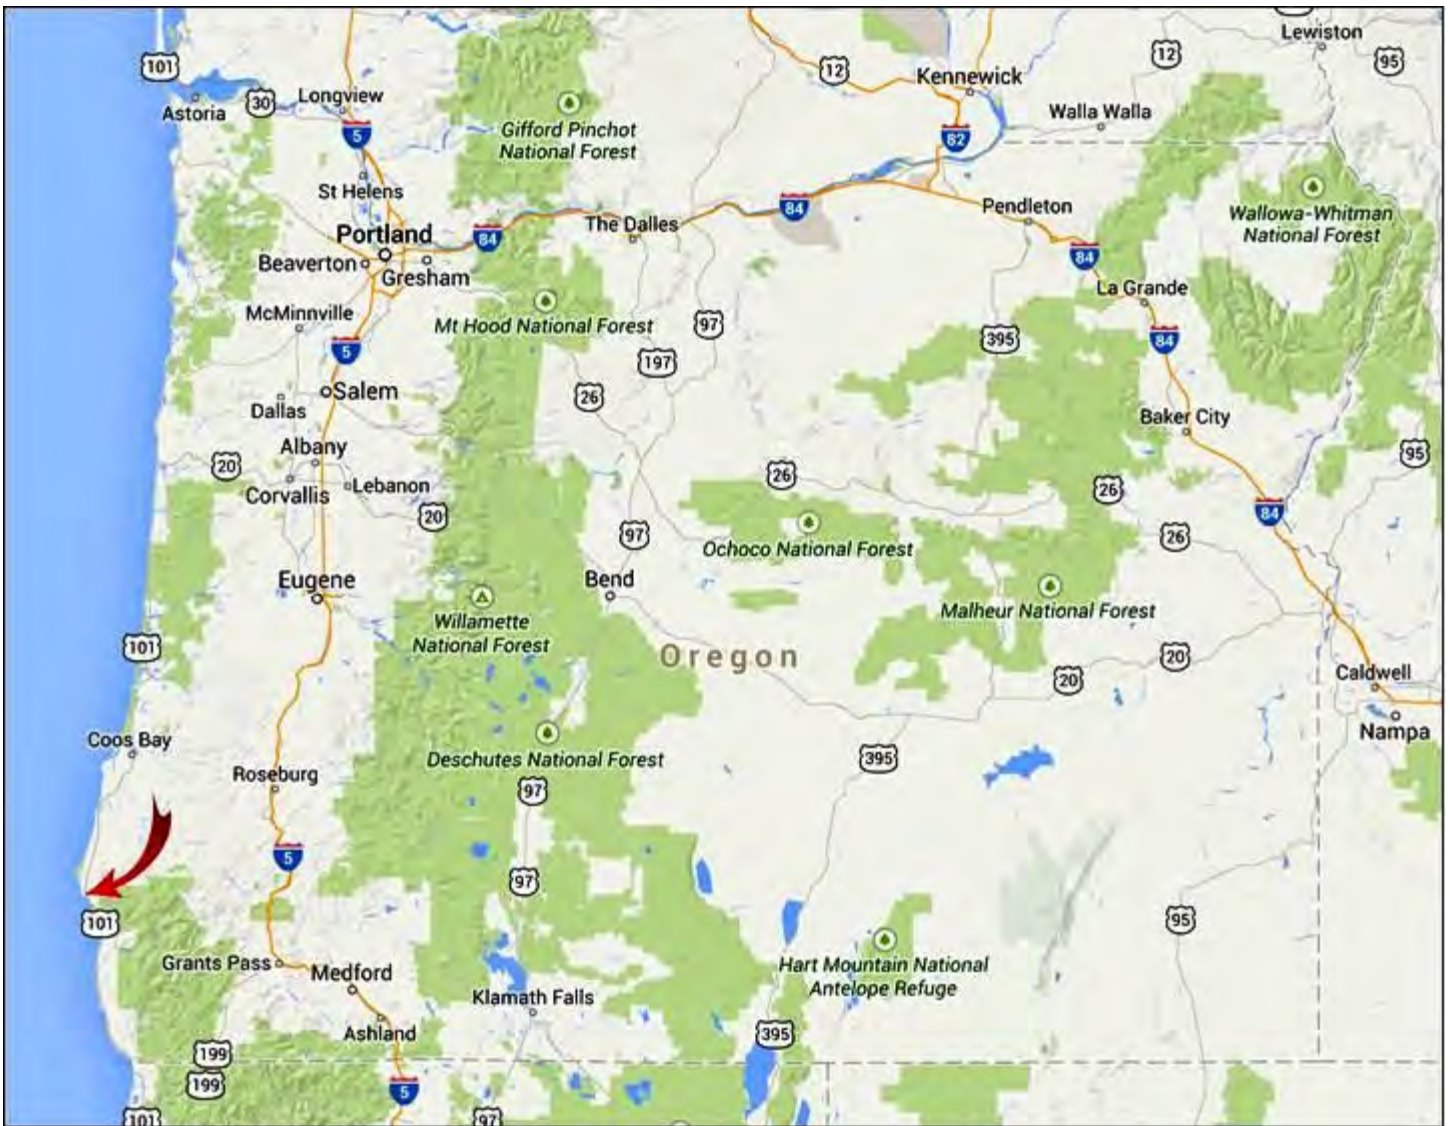 Lewiston
12
95
101
12
Kennewick
Longview
30
Astoria
Walla Walla
5
Gifford Pinchot
National Forest
82
St Helens
84
Pendleton
Wallowa-Whitman
National Forest
The Dalles
Portland
84
84
Beaverton
Gresham
La Grande
McMinnville
Mt Hood National Forest
97
395
84
5
197
Salem
26
Dallas
Baker City
Albany
20
95
26
Corvallis
Lebanon
26
20
84
97
26
Ochoco National Forest
Eugene
Bend
Malheur National Forest
Willamette
National Forest
101
Oregon
20
20
Caldwell
Nampa
Coos Bay
Deschutes National Forest
395
Roseburg
97
5
97
101
95
Grants Pass
Medford
Hart Mountain National
Antelope Refuge
Klamath Falls
Ashland
395
199
199
5
101
97